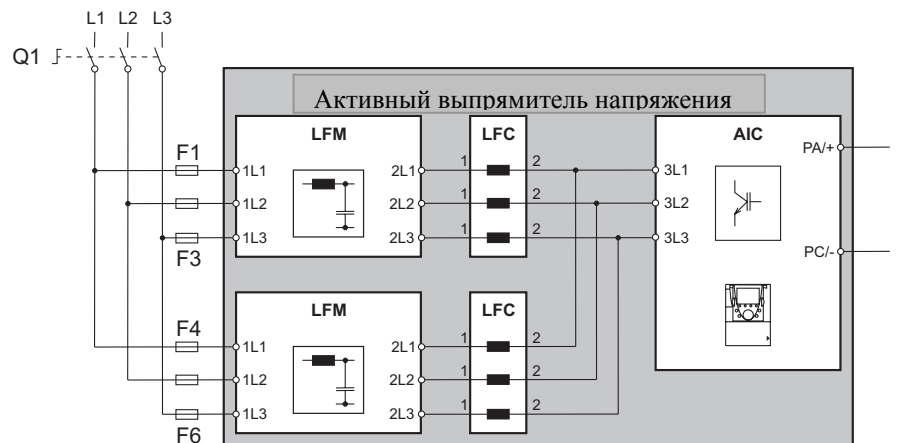 L1 L2 L3
Q1
Активный выпрямитель напряжения
LFM LFC AIC
F1
1L1 2L1 1 2 3L1
1L2 2L2 1 2 3L2
1L3 2L3 1 2 3L3
F3
PA/+
PC/-
LFM LFC
F4
1L1 2L1 1 2
1L2 2L2 1 2
1L3 2L3 1 2
F6